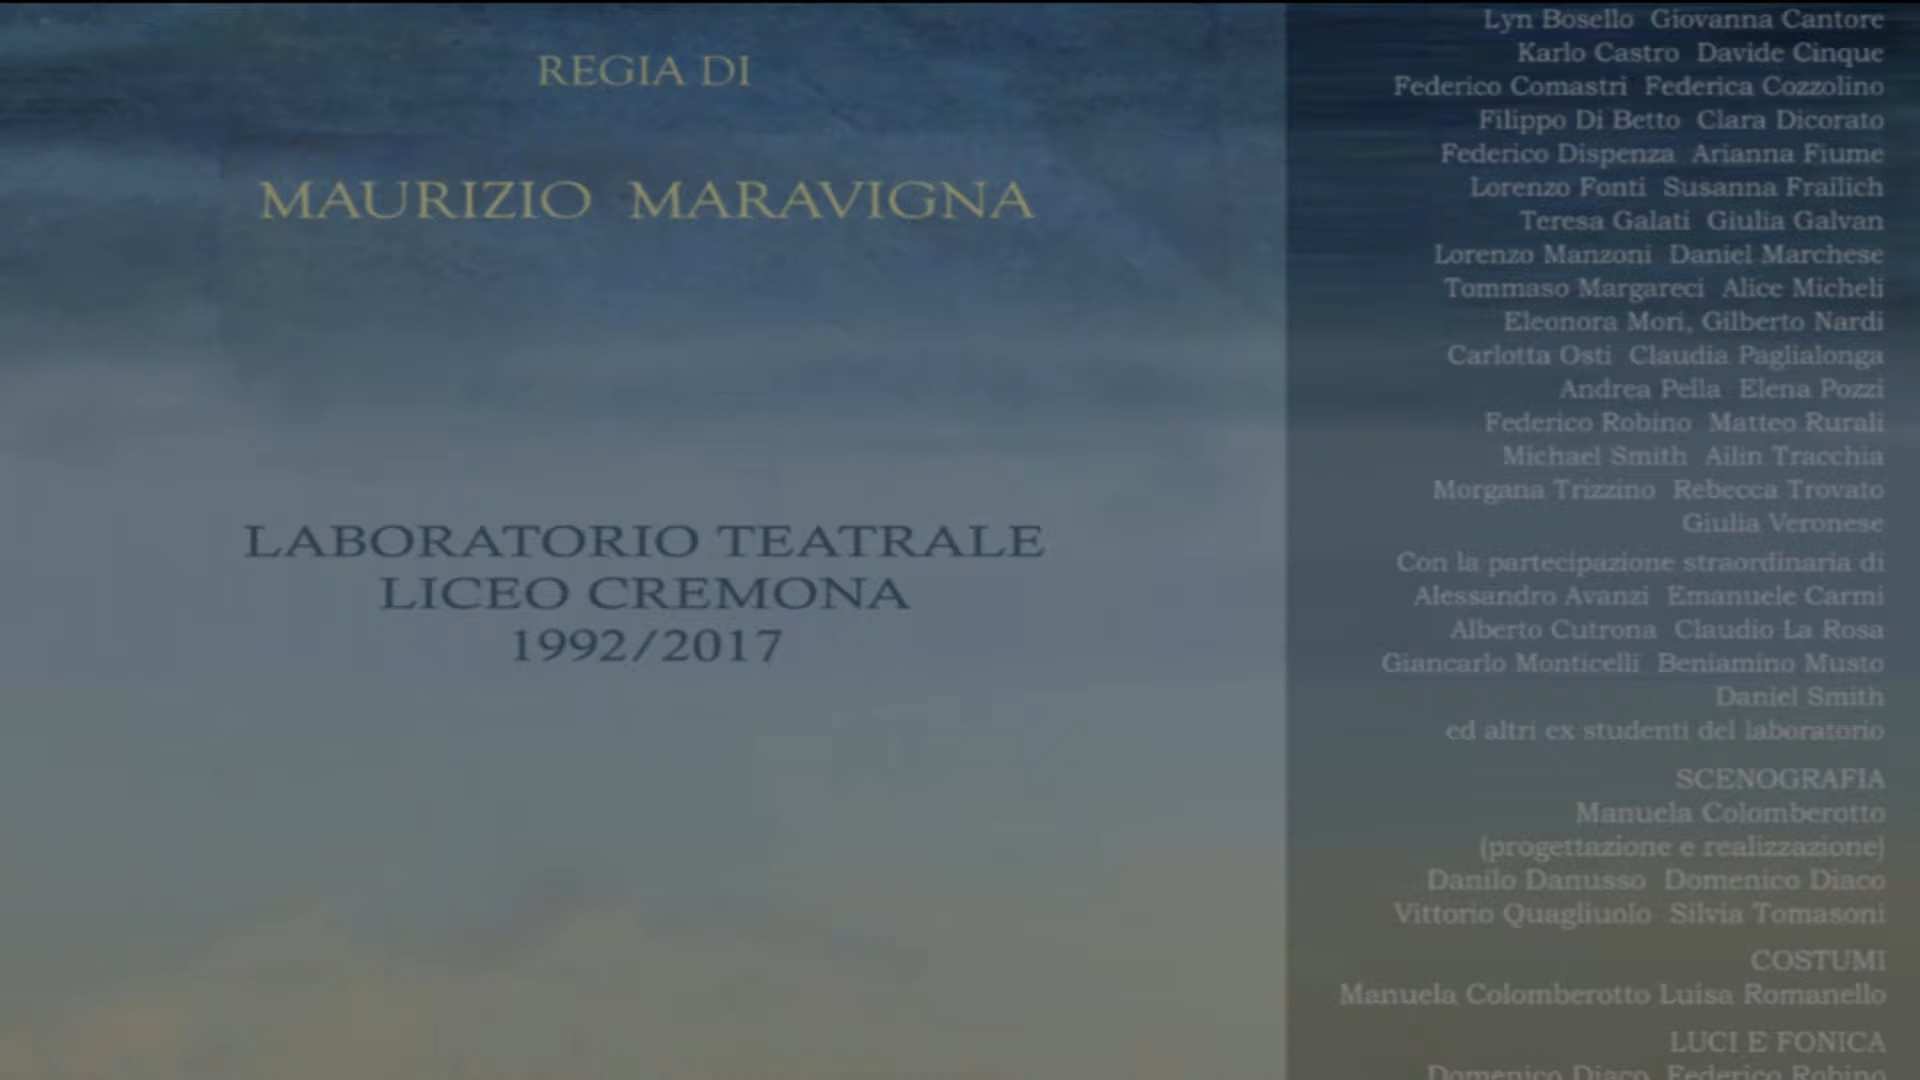 REGIA DI
MAURIZIO MARAVIGNA
LABORATORIO TEATRALE
LICEO CREMONA
1992/2017
Lyn Bosello Giovanna Cantore
Karlo Castro Davide Cinque
Federico Comastri Federica Cozzolino
Filippo Di Betto Clara Dicorato
Federico Dispenza Arianna Fiume
Lorenzo Fonti Susanna Frailich
Teresa Galati Giulia Galvan
Lorenzo Manzoni Daniel Marchese
Tommaso Margareci Alice Micheli
Eleonora Mori, Gilberto Nardi
Carlotta Osti Claudia Paglialonga
Andrea Pella Elena Pozzi
Federico Robino Matteo Rurali
Michael Smith Ailin Tracchia
Morgana Trizzino Rebecca Trovato
Giulia Veronese
Con la partecipazione straordinaria di
Alessandro Avanzi Emanuele Carmi
Alberto Cutrona Claudio La Rosa
Giancarlo Monticelli Beniamino Musto
Daniel Smith
ed altri ex studenti del laboratorio
SCENOGRAFIA
Manuela Colomberotto
(progettazione e realizzazione)
Danilo Danusso Domenico Diaco
Vittorio Quagliuolo Silvia Tomasoni
COSTUMI
Manuela Colomberotto Luisa Romanello
LUCI E FONICA
Domenico Diaco Federico Robino